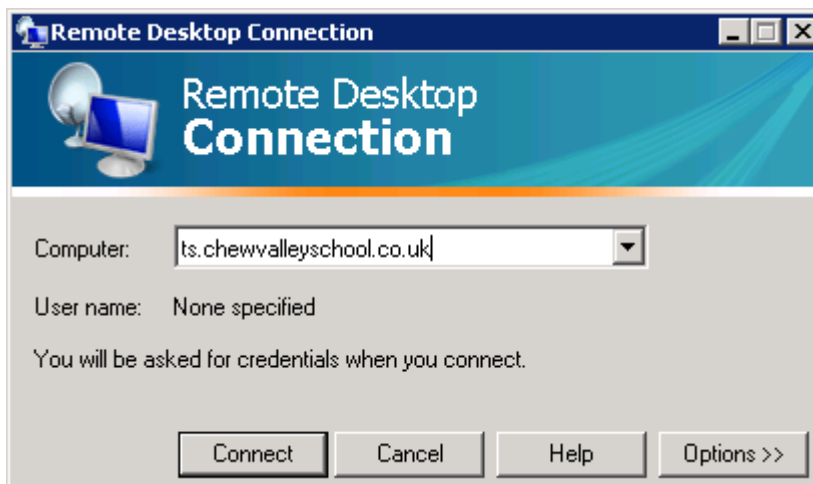 Remote Desktop Connection
Remote Desktop
Connection
Computer: ts.chewvalleyschool.co.uk
User name: None specified
You will be asked for credentials when you connect.
Connect Cancel Help Options >>